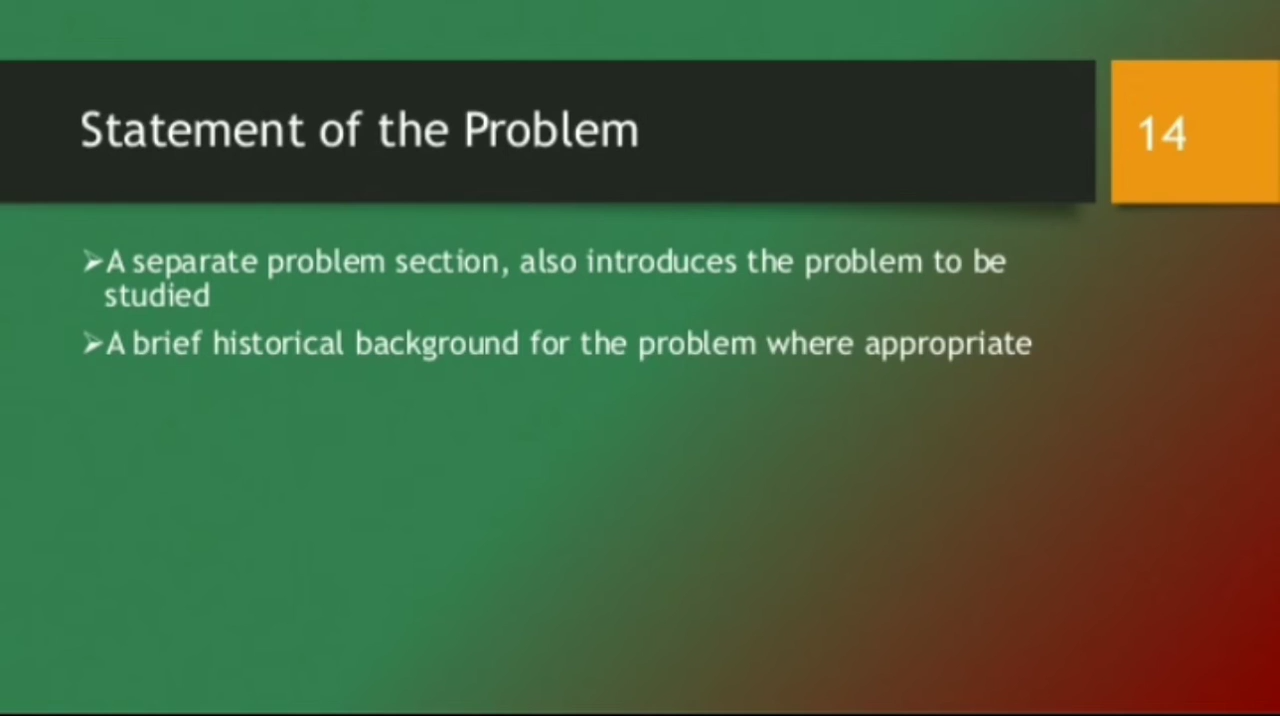 Statement of the Problem
14
➢A separate problem section, also introduces the problem to be
studied
➢A brief historical background for the problem where appropriate